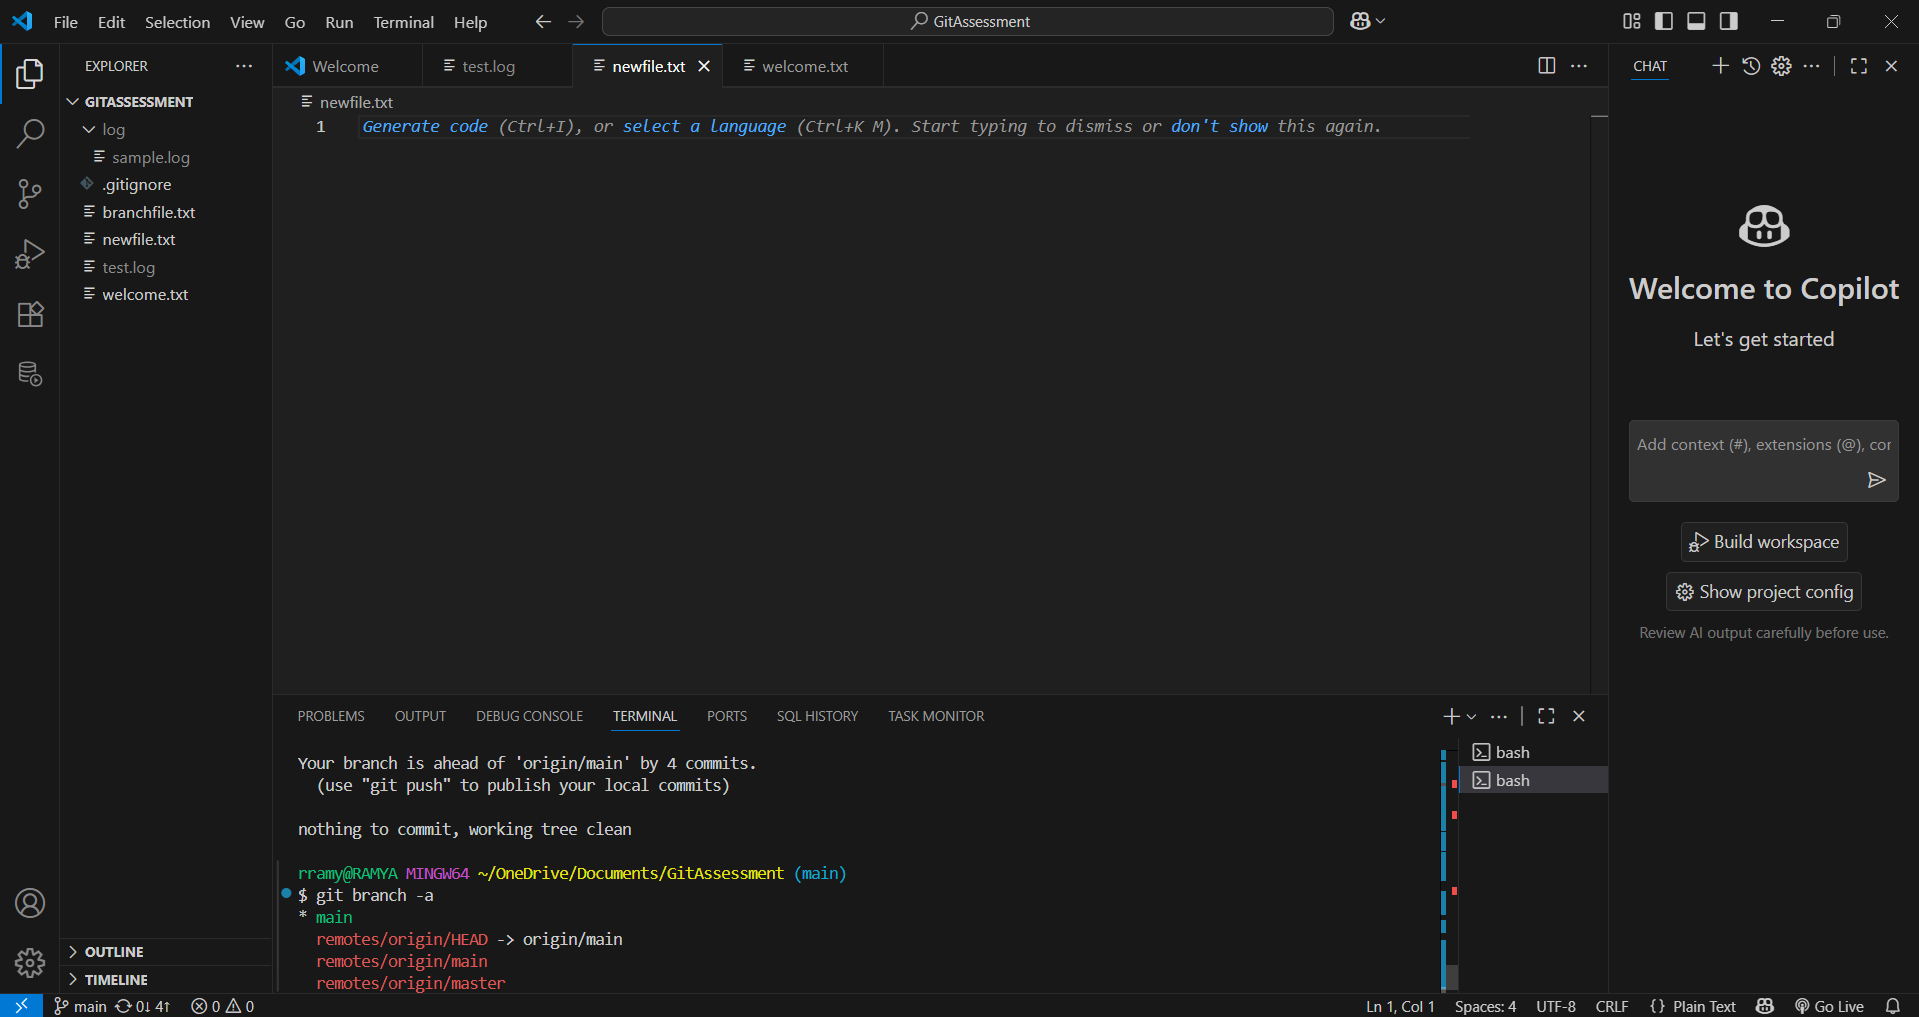 File Edit Selection View Go Run Terminal Help
GitAssessment
EXPLORER
GITASSESSMENT
log
sample.log
.gitignore
branchfile.txt
newfile.txt
test.log
welcome.txt
OUTLINE
TIMELINE
Welcome
test.log
newfile.txt
welcome.txt
newfile.txt
1 Generate code (Ctrl+I), or select a language (Ctrl+K M). Start typing to dismiss or don't show this again.
PROBLEMS OUTPUT DEBUG CONSOLE TERMINAL PORTS SQL HISTORY TASK MONITOR
Your branch is ahead of 'origin/main' by 4 commits.
(use "git push" to publish your local commits)
nothing to commit, working tree clean
rramy@RAMYA MINGW64 ~/OneDrive/Documents/GitAssessment (main)
$ git branch -a
* main
remotes/origin/HEAD -> origin/main
remotes/origin/main
remotes/origin/master
bash
bash
CHAT
Welcome to Copilot
Let's get started
Add context (#), extensions (@), cor
Build workspace
Show project config
Review AI output carefully before use.
main 0↓ 4↑ 0 0
Ln 1, Col 1 Spaces: 4 UTF-8 CRLF {} Plain Text Go Live